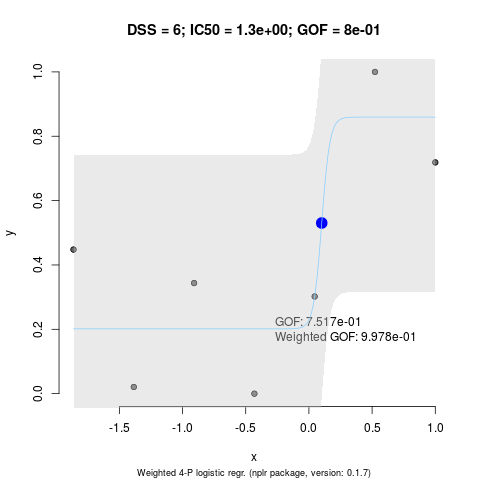 DSS = 6; IC50 = 1.3e+00; GOF = 8e-01
1.0
0.8
0.6
0.4
0.2
0.0
y
GOF: 7.517e-01
Weighted GOF: 9.978e-01
-1.5 -1.0 -0.5 0.0 0.5 1.0
x
Weighted 4-P logistic regr. (nplr package, version: 0.1.7)